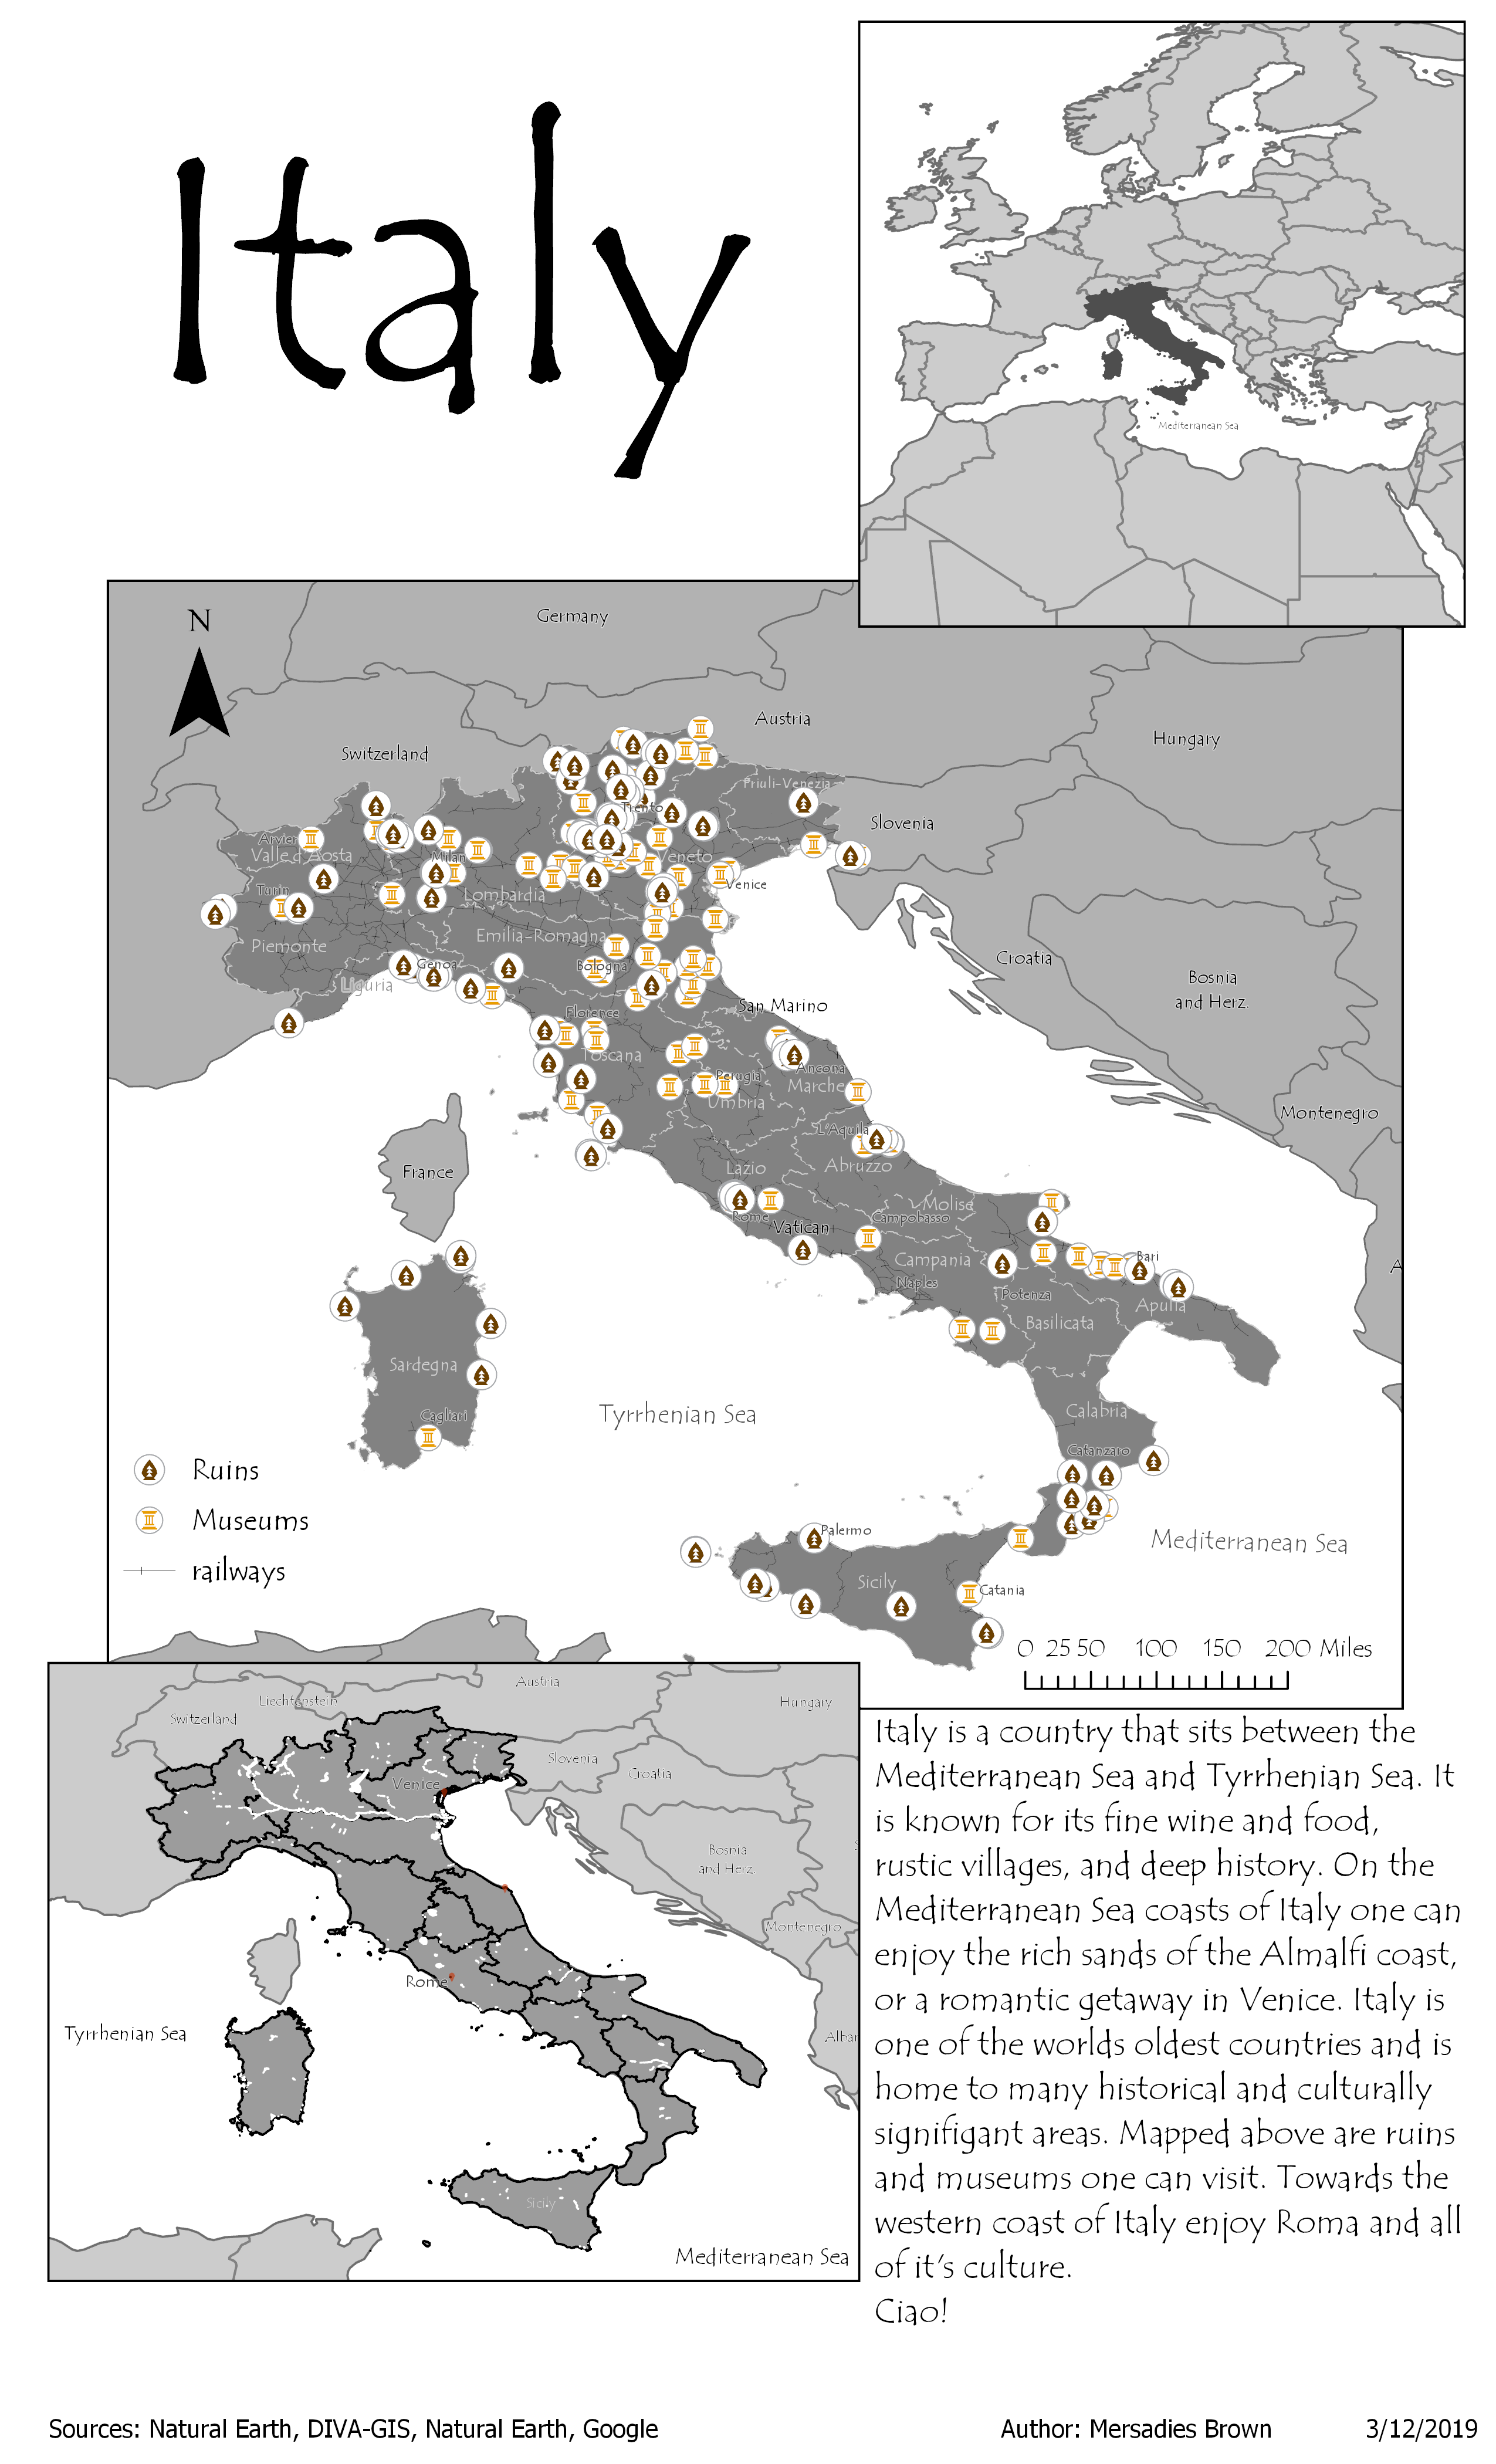 Italy
Mediterranean Sea
N
Germany
Austria
Switzerland
Hungary
Friuli-Venezia
Slovenia
Trento
Arvier
Valle d'Aosta
Milan
Veneto
Venice
Turin
Lombardia
Piemonte
Emilia-Romagna
Croatia
Genoa
Bologna
Liguria
Bosnia
and Herz.
San Marino
Florence
Toscana
Ancona
Perugia
Marche
Umbria
Montenegro
L'Aquila
Abruzzo
France
Lazio
Molise
Rome
Vatican
Campobasso
Campania
Bari
A
Naples
Potenza
Apulia
Basilicata
Sardegna
Tyrrhenian Sea
Cagliari
Calabria
Catanzaro
Ruins
Museums
railways
Palermo
Mediterranean Sea
Sicily
Catania
0 25 50 100 150 200 Miles
Austria
Liechtenstein
Hungary
Switzerland
Slovenia
Croatia
Venice
Bosnia
and Herz.
S
Montenegro
Rome
Tyrrhenian Sea
Alban
Sicily
Mediterranean Sea
Italy is a country that sits between the
Mediterranean Sea and Tyrrhenian Sea. It
is known for its fine wine and food,
rustic villages, and deep history. On the
Mediterranean Sea coasts of Italy one can
enjoy the rich sands of the Almalfi coast,
or a romantic getaway in Venice. Italy is
one of the worlds oldest countries and is
home to many historical and culturally
signifigant areas. Mapped above are ruins
and museums one can visit. Towards the
western coast of Italy enjoy Roma and all
of it's culture.
Ciao!
Sources: Natural Earth, DIVA-GIS, Natural Earth, Google
Author: Mersadies Brown
3/12/2019